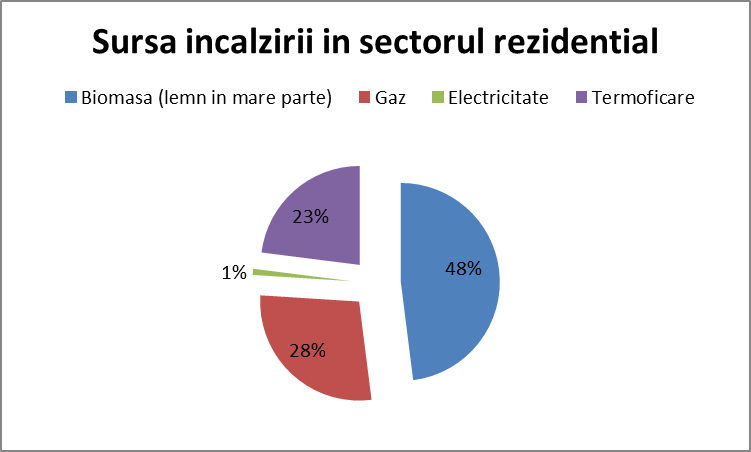 Sursa incalzirii in sectorul rezidential
Biomasa (lemn in mare parte) Gaz Electricitate Termoficare
23%
48%
1%
28%